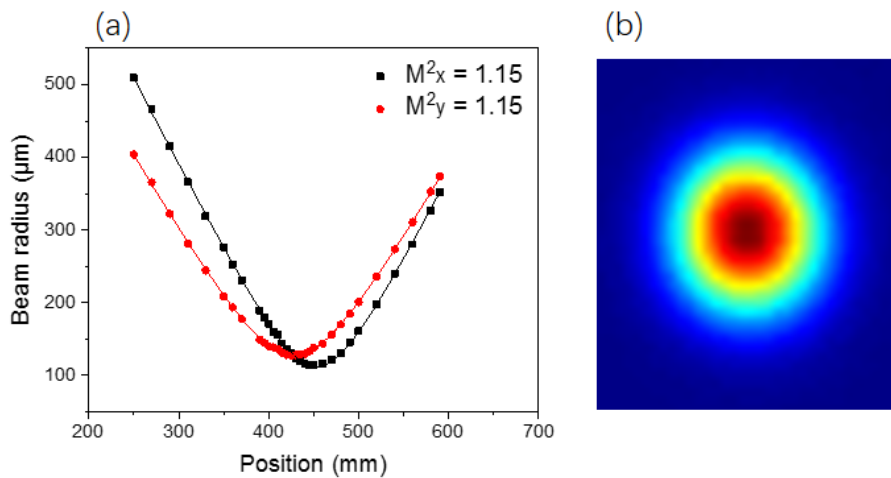 (a)
(b)
M²x = 1.15
M²y = 1.15
500
400
300
200
100
Beam radius (μm)
200 300 400 500 600 700
Position (mm)